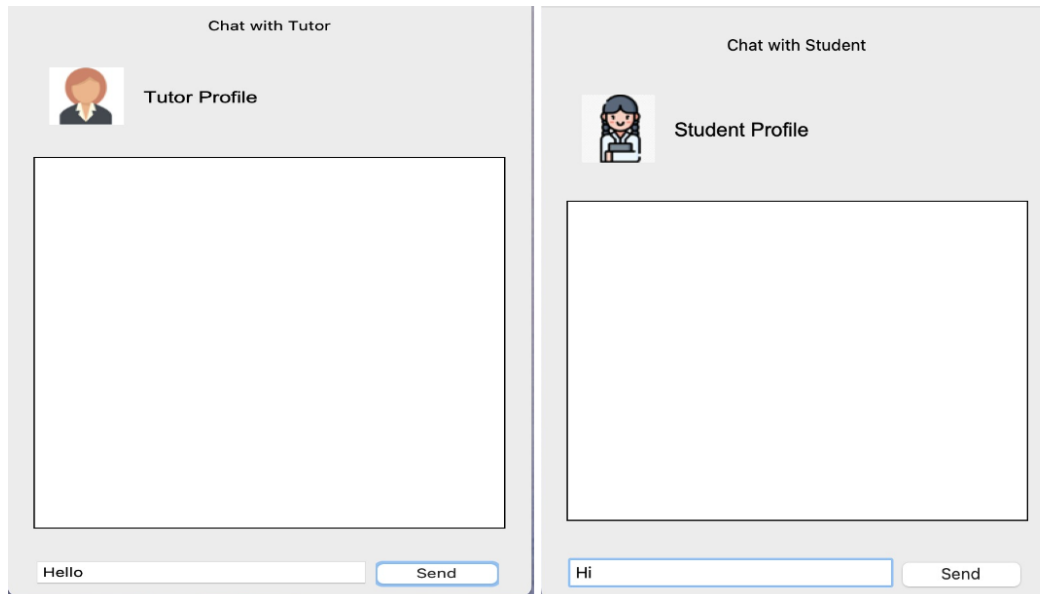 Chat with Tutor
Tutor Profile
Hello
Send
Chat with Student
Student Profile
Hi
Send